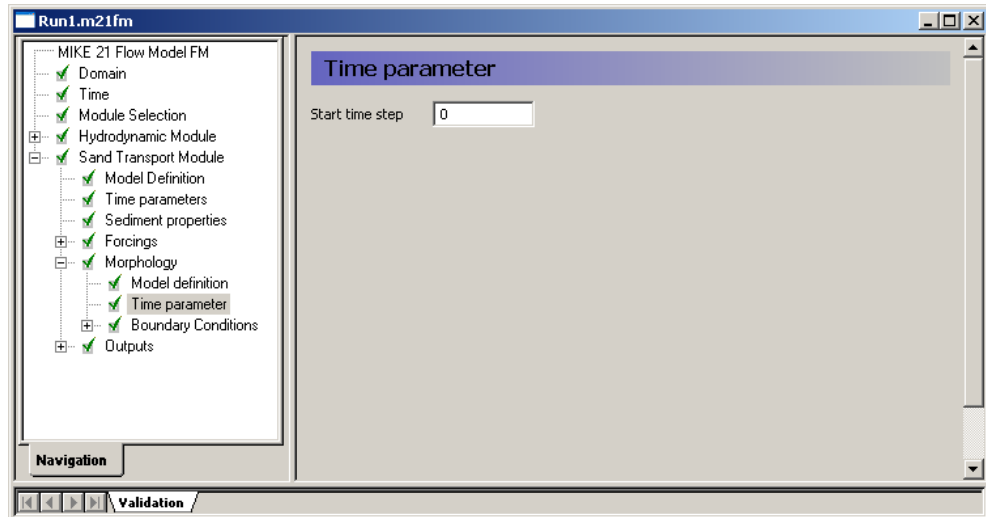 Run1.m21fm
MIKE 21 Flow Model FM
Domain
Time
Module Selection
Hydrodynamic Module
Sand Transport Module
Model Definition
Time parameters
Sediment properties
Forcings
Morphology
Model definition
Time parameter
Boundary Conditions
Outputs
Navigation
Time parameter
Start time step 0
Validation